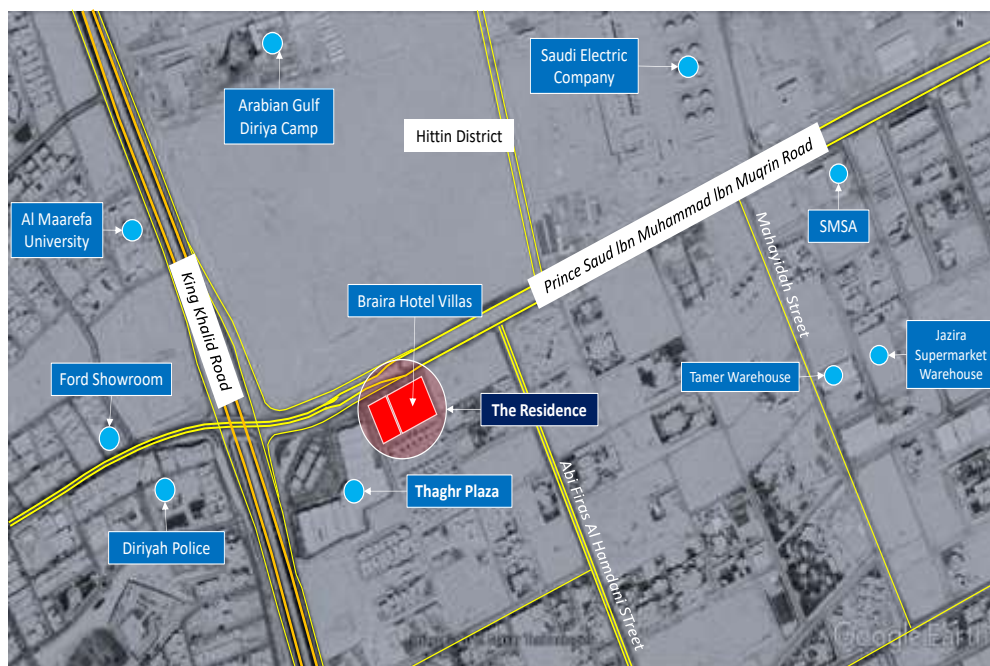 Arabian Gulf
Diriya Camp
Saudi Electric
Company
Hittin District
Prince Saud Ibn Muhammad Ibn Muqrin Road
SMSA
Al Maarefa
University
King Khalid Road
Mahayidah Street
Braira Hotel Villas
Ford Showroom
The Residence
Tamer Warehouse
Jazira
Supermarket
Warehouse
Thaghr Plaza
Abi Firas Al Hamdani STreet
Diriyah Police
Google Earth